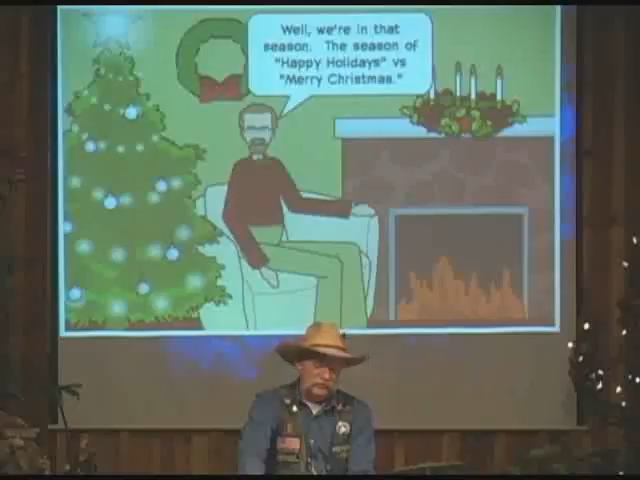 Well, we're in that
season. The season of
"Happy Holidays" vs
"Merry Christmas."